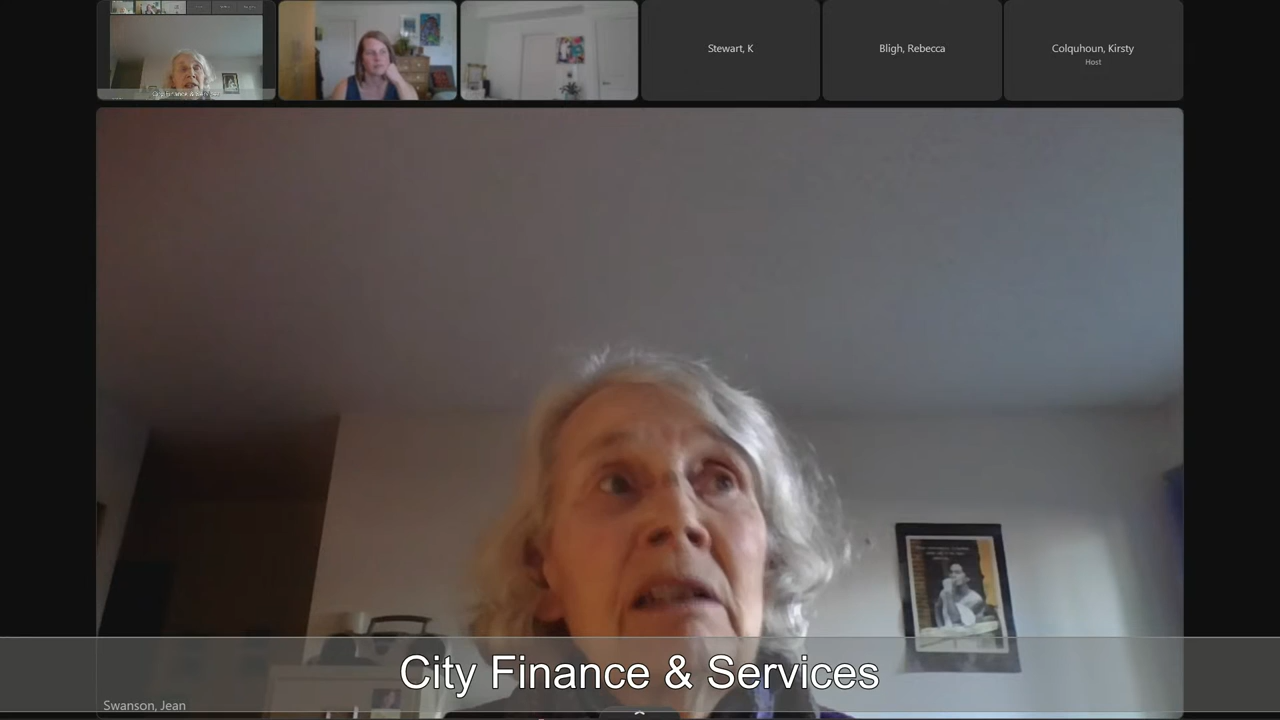 Stewart, K
Bligh, Rebecca
Colquhoun, Kirsty
Host
City Finance & Services
Swanson, Jean